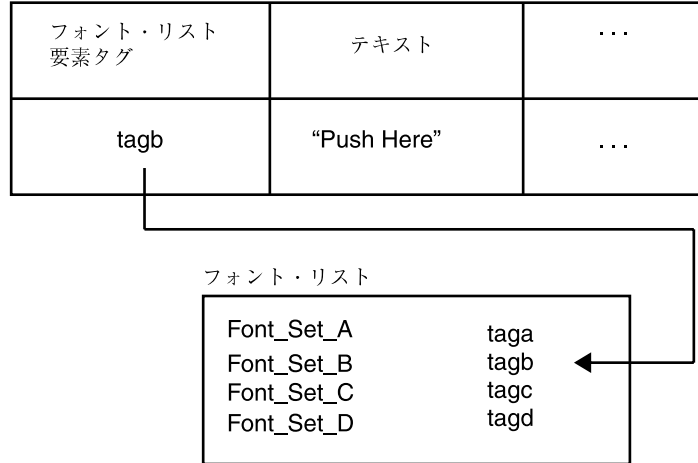 フォント・リスト
要素タグ
テキスト
...
tagb
“Push Here”
...
フォント・リスト
Font_Set_A taga
Font_Set_B tagb
Font_Set_C tagc
Font_Set_D tagd